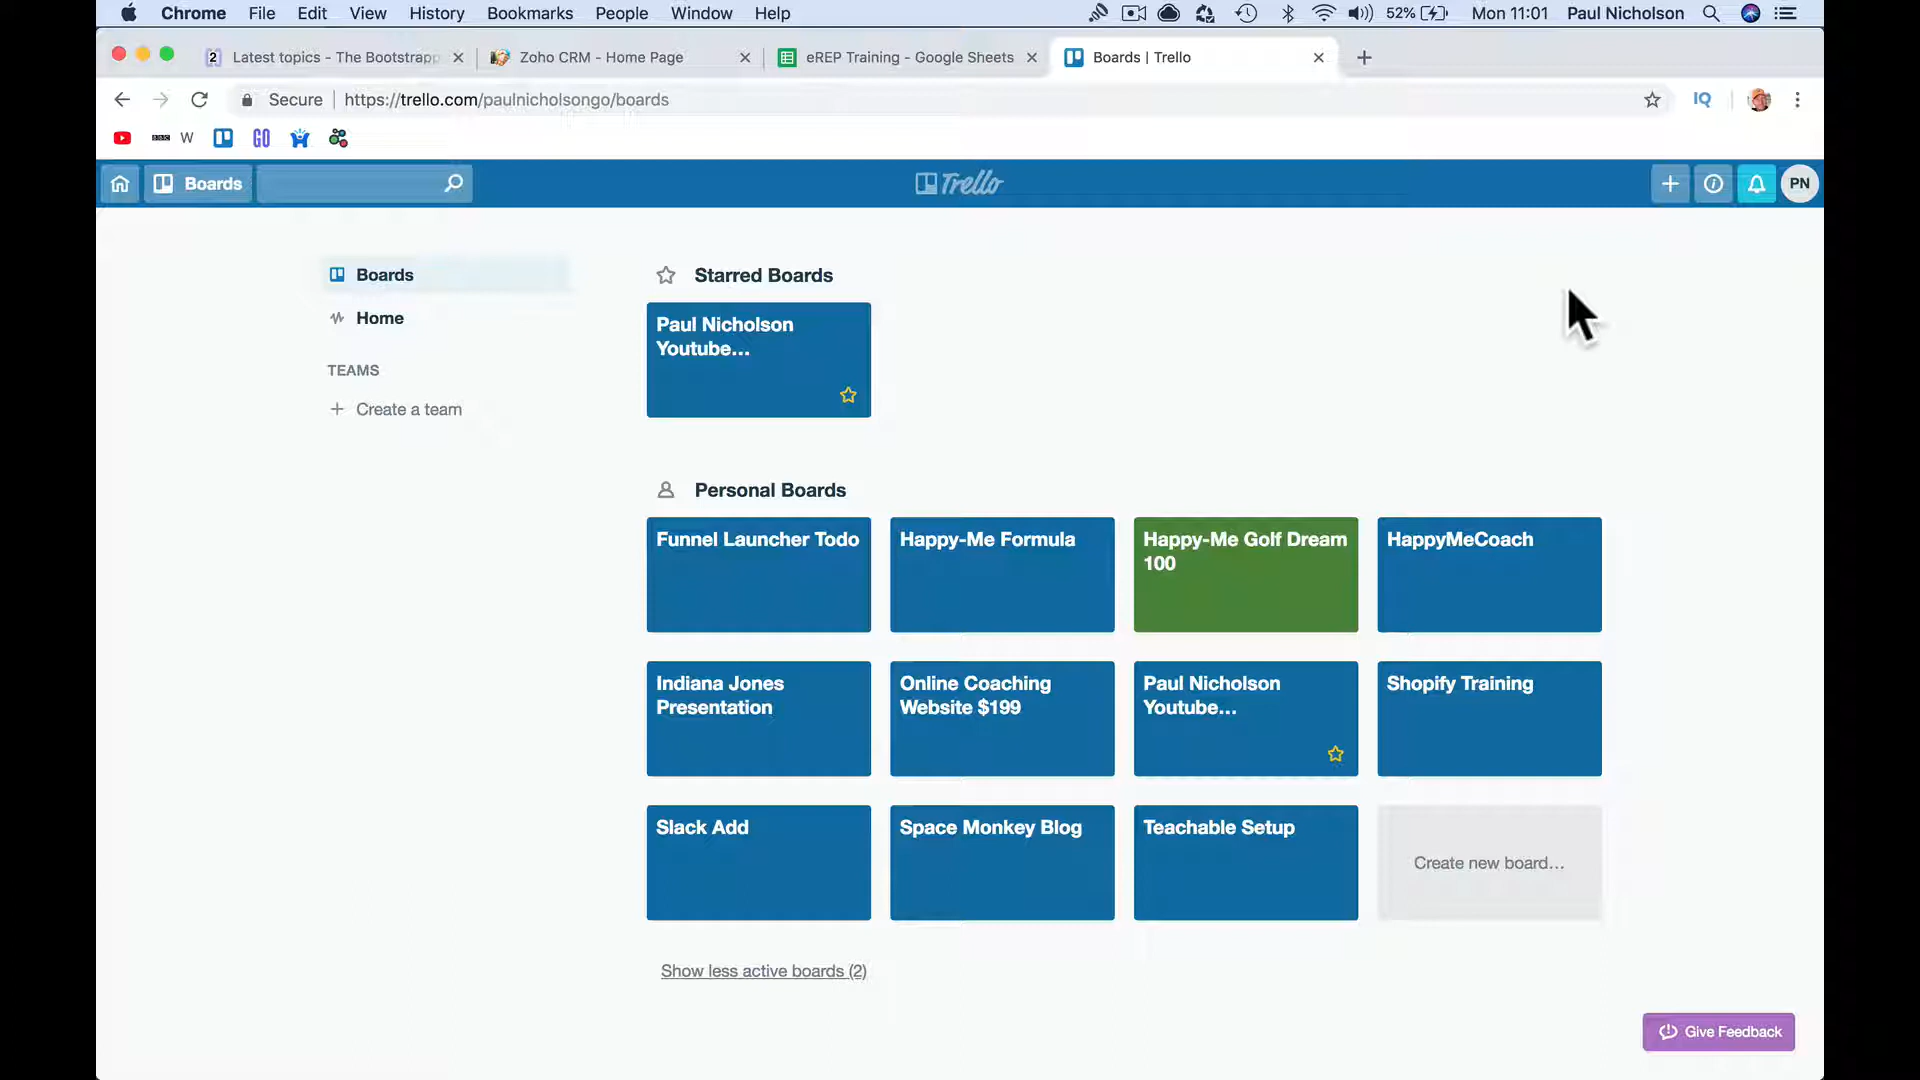 Chrome File Edit View History Bookmarks People Window Help 52% Mon 11:01 Paul Nicholson
2 Latest topics - The Bootstrapp Zoho CRM - Home Page eREP Training - Google Sheets Boards | Trello
Secure https://trello.com/paulnicholsongo/boards IQ
BBC W GO
Boards Trello PN
Boards
Home
TEAMS
Create a team
Starred Boards
Paul Nicholson
Youtube...
Personal Boards
Funnel Launcher Todo
Happy-Me Formula
Happy-Me Golf Dream
100
HappyMeCoach
Indiana Jones
Presentation
Online Coaching
Website $199
Paul Nicholson
Youtube...
Shopify Training
Slack Add
Space Monkey Blog
Teachable Setup
Create new board...
Show less active boards (2)
Give Feedback